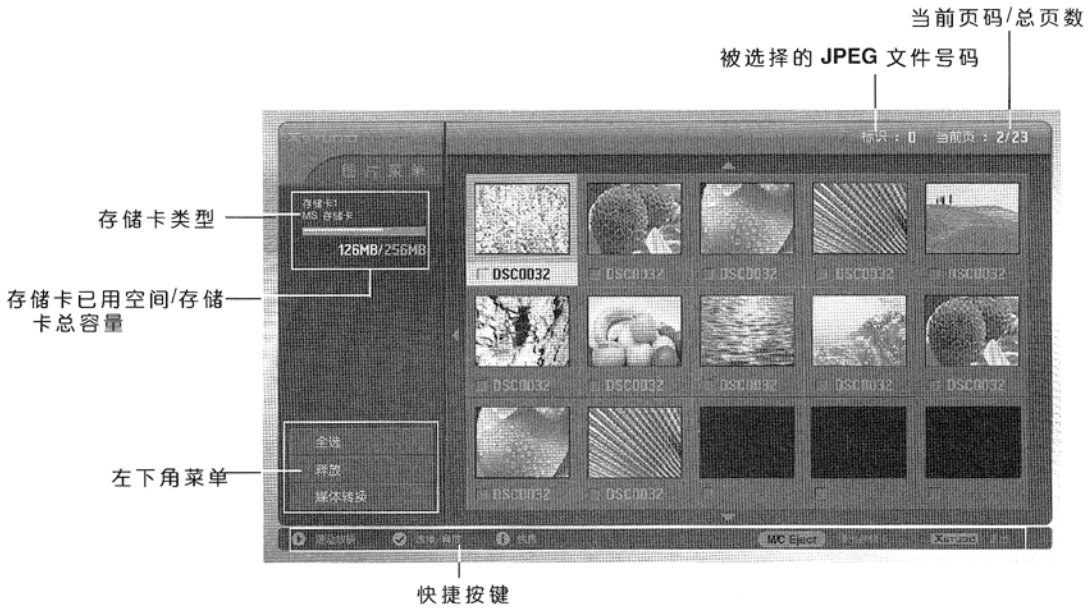 当前页码/总页数
被选择的 JPEG 文件号码
标识 : 0 当前页 : 2/23
图片菜单
存储卡类型
存储卡1
MS 存储卡
126MB/256MB
存储卡已用空间/存储
卡总容量
DSC0032 DSC0032 DSC0032 DSC0032 DSC0032
DSC0032 DSC0032 DSC0032 DSC0032 DSC0032
DSC0032 DSC0032
左下角菜单
全选
释放
媒体转换
M/C Eject
XSTUDIO 退出
快捷按键